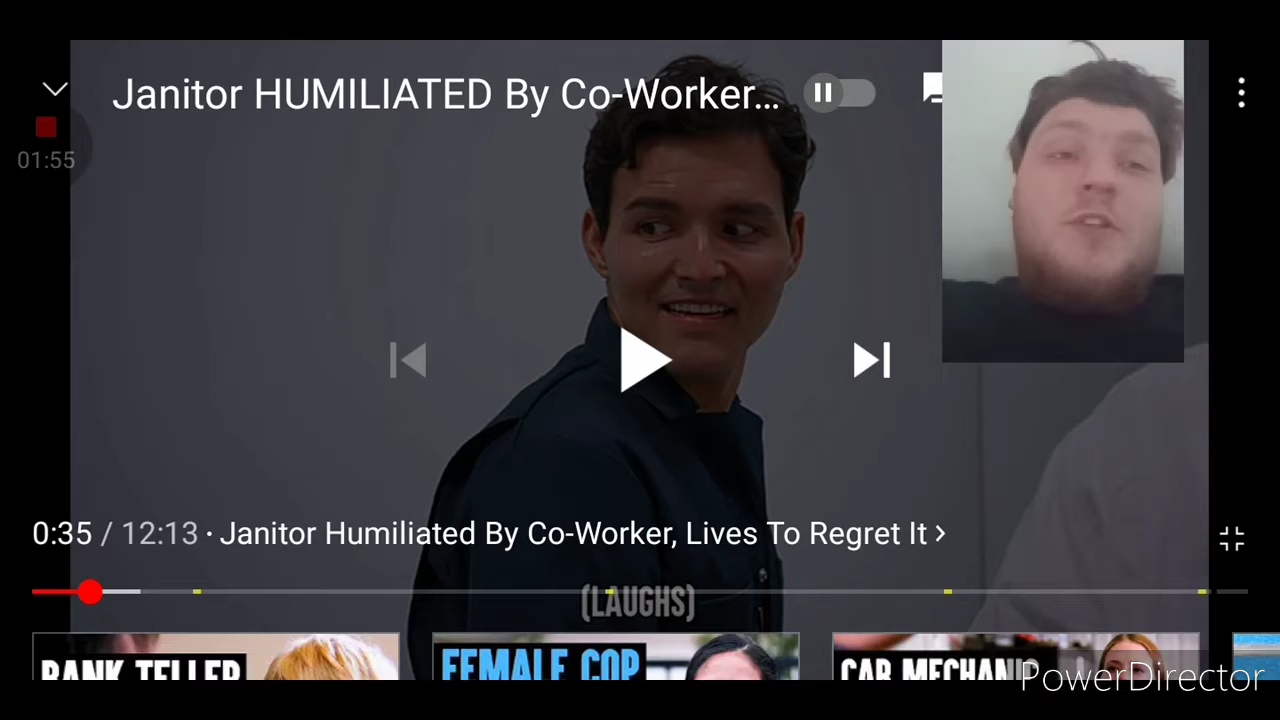 Janitor HUMILIATED By Co-Worker...
01:55
0:35 / 12:13 · Janitor Humiliated By Co-Worker, Lives To Regret It >
(LAUGHS)
BANK TELLER
FEMALE COP
CAR MECHANI
PowerDirector